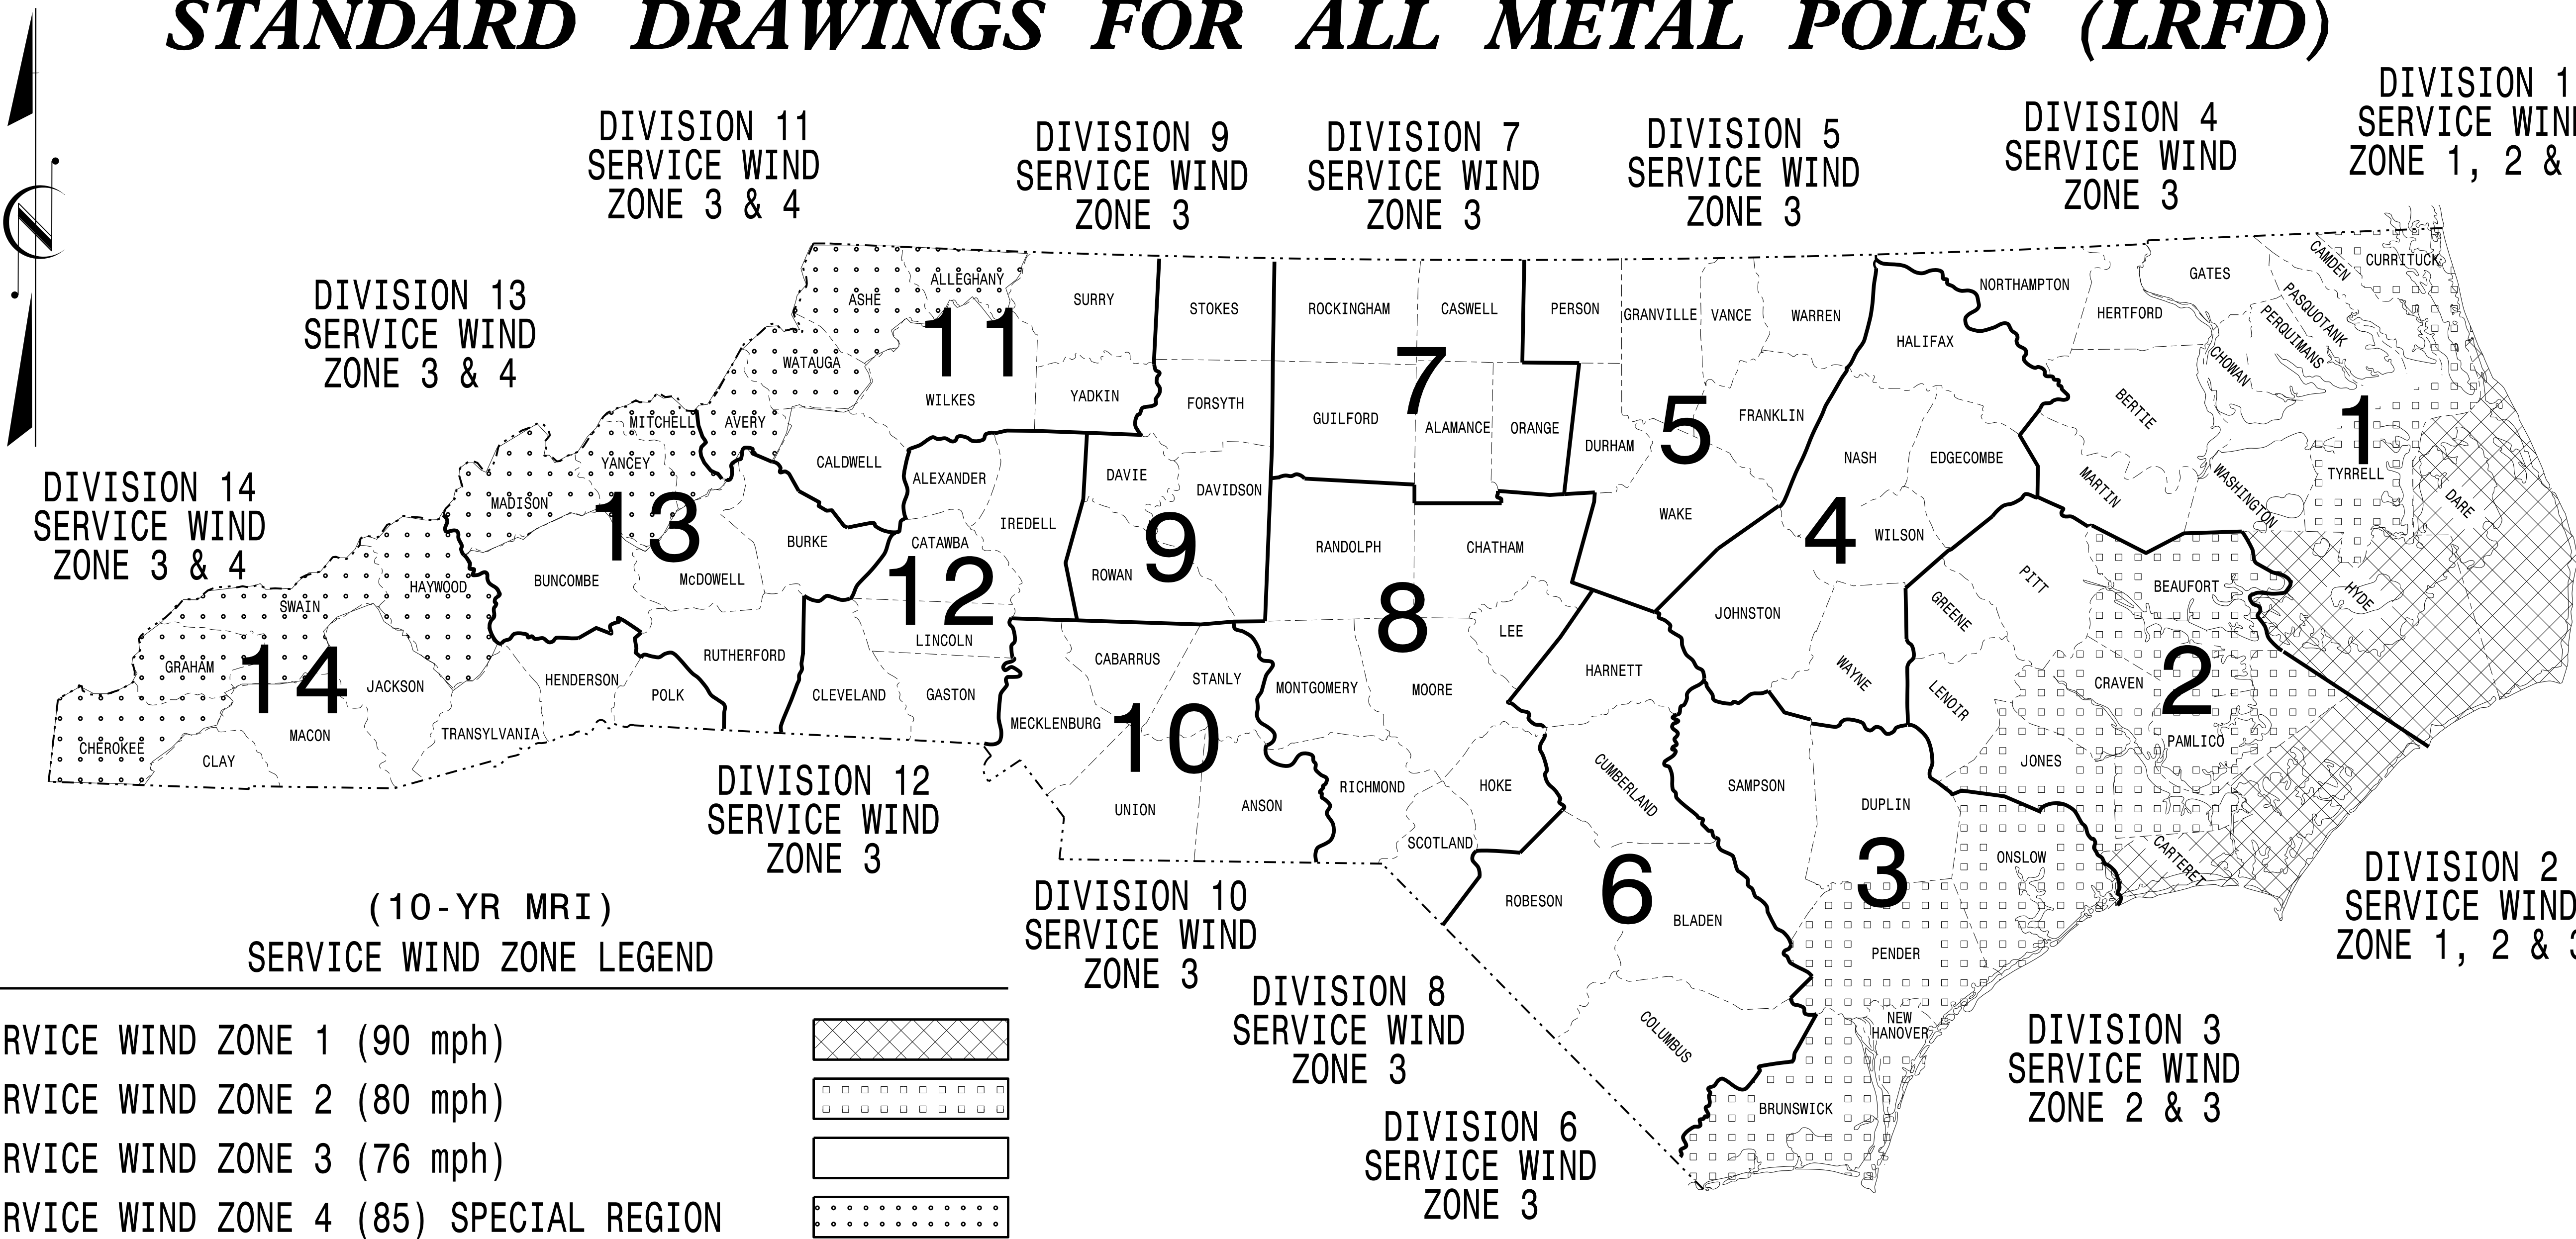 STANDARD DRAWINGS FOR ALL METAL POLES (LRFD)
DIVISION 11
SERVICE WIND
ZONE 3 & 4
DIVISION 9
SERVICE WIND
ZONE 3
DIVISION 7
SERVICE WIND
ZONE 3
DIVISION 5
SERVICE WIND
ZONE 3
DIVISION 4
SERVICE WIND
ZONE 3
DIVISION 1
SERVICE WIN
ZONE 1, 2 &
DIVISION 13
SERVICE WIND
ZONE 3 & 4
DIVISION 14
SERVICE WIND
ZONE 3 & 4
N
ALLEGHANY
ASHE
SURRY
STOKES
ROCKINGHAM
CASWELL
PERSON
GRANVILLE
VANCE
WARREN
HALIFAX
NORTHAMPTON
HERTFORD
GATES
CAMDEN
CURRITUCK
PASQUOTANK
PERQUIMANS
CHOWAN
11
WATAUGA
WILKES
YADKIN
FORSYTH
7
GUILFORD
ALAMANCE
ORANGE
DURHAM
5
FRANKLIN
NASH
EDGECOMBE
BERTIE
MARTIN
WASHINGTON
1
TYRRELL
DARE
MITCHELL
AVERY
YANCEY
CALDWELL
ALEXANDER
DAVIE
DAVIDSON
MADISON
13
IREDELL
BURKE
CATAWBA
12
9
ROWAN
RANDOLPH
CHATHAM
WAKE
4
WILSON
HAYWOOD
BUNCOMBE
McDOWELL
SWAIN
LINCOLN
8
LEE
JOHNSTON
GREENE
PITT
BEAUFORT
HYDE
GRAHAM
14
JACKSON
HENDERSON
POLK
RUTHERFORD
CLEVELAND
GASTON
CABARRUS
STANLY
MONTGOMERY
MOORE
HARNETT
WAYNE
LENOIR
CRAVEN
2
PAMLICO
CHEROKEE
CLAY
MACON
TRANSYLVANIA
MECKLENBURG
10
UNION
ANSON
RICHMOND
HOKE
SCOTLAND
CUMBERLAND
SAMPSON
DUPLIN
JONES
ONSLOW
CARTERET
3
6
ROBESON
BLADEN
PENDER
NEW
HANOVER
COLUMBUS
BRUNSWICK
DIVISION 12
SERVICE WIND
ZONE 3
DIVISION 10
SERVICE WIND
ZONE 3
DIVISION 8
SERVICE WIND
ZONE 3
DIVISION 6
SERVICE WIND
ZONE 3
DIVISION 3
SERVICE WIND
ZONE 2 & 3
DIVISION 2
SERVICE WIND
ZONE 1, 2 & 3
(10-YR MRI)
SERVICE WIND ZONE LEGEND
RVICE WIND ZONE 1 (90 mph)
RVICE WIND ZONE 2 (80 mph)
RVICE WIND ZONE 3 (76 mph)
RVICE WIND ZONE 4 (85) SPECIAL REGION